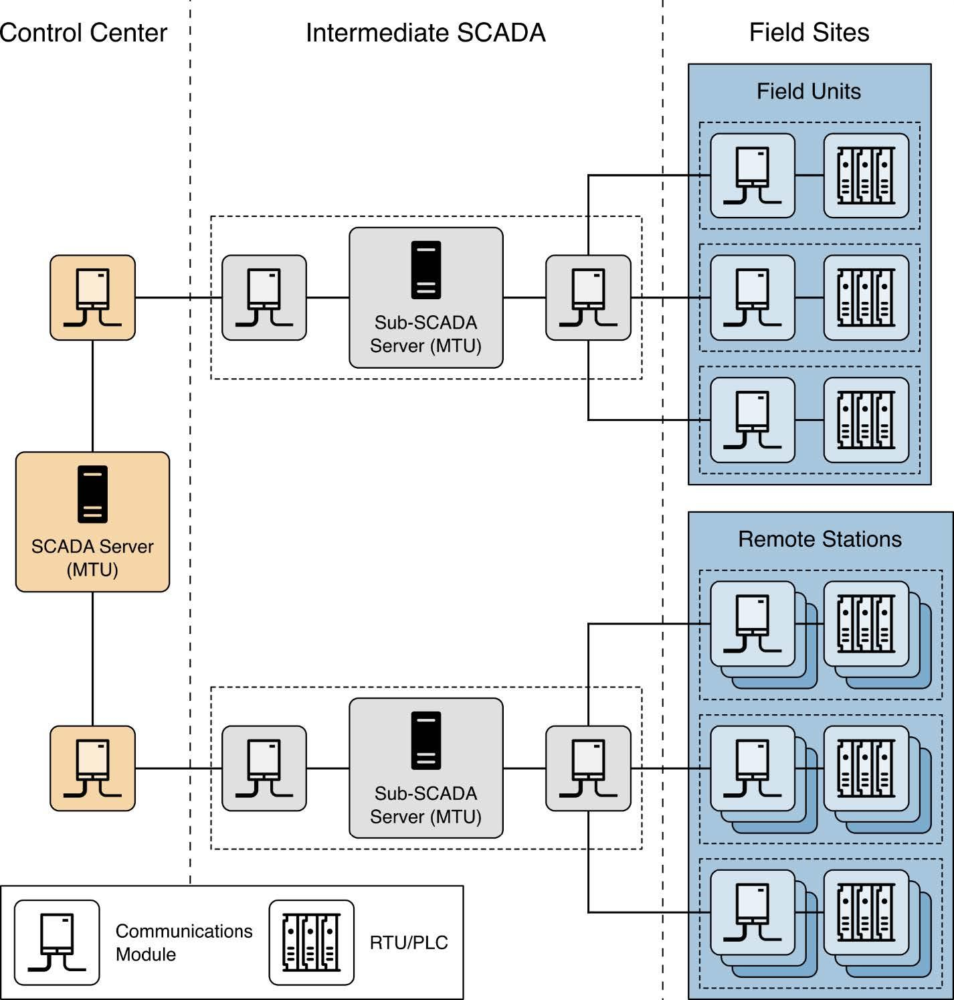 Control Center
Intermediate SCADA
Field Sites
Field Units
Sub-SCADA
Server (MTU)
SCADA Server
(MTU)
Remote Stations
Sub-SCADA
Server (MTU)
Communications
Module
RTU/PLC